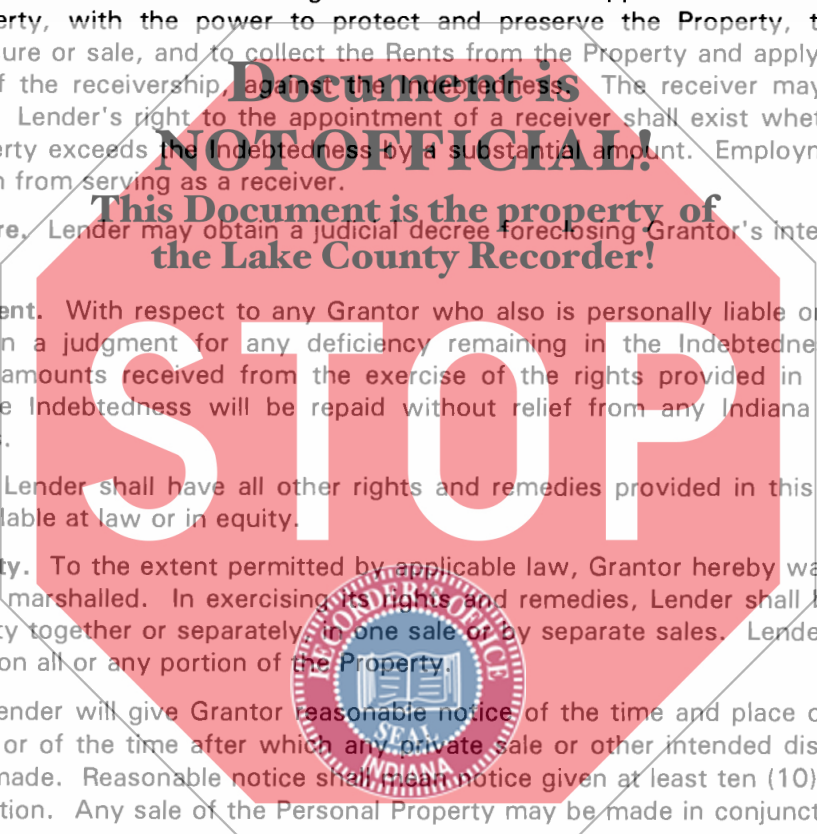 erty, with the power to protect and preserve the Property, t
ure or sale, and to collect the Rents from the Property and apply
f the receivership, against the Indebtedness. The receiver may
Lender's right to the appointment of a receiver shall exist whet
erty exceeds the Indebtedness by a substantial amount. Employn
n from serving as a receiver.
Document is
NOT OFFICIAL!
This Document is the property of
the Lake County Recorder!
re. Lender may obtain a judicial decree foreclosing Grantor's inte
ent. With respect to any Grantor who also is personally liable o
n a judgment for any deficiency remaining in the Indebtedne
amounts received from the exercise of the rights provided in
e Indebtedness will be repaid without relief from any Indiana
s.
STOP
Lender shall have all other rights and remedies provided in this
lable at law or in equity.
ty. To the extent permitted by applicable law, Grantor hereby wa
marshalled. In exercising its rights and remedies, Lender shall
ty together or separately, in one sale or by separate sales. Lende
on all or any portion of the Property.
RECORDER'S OFFICE
SEAL
INDIANA
ender will give Grantor reasonable notice of the time and place o
or of the time after which any private sale or other intended dis
made. Reasonable notice shall mean notice given at least ten (10)
tion. Any sale of the Personal Property may be made in conjunct